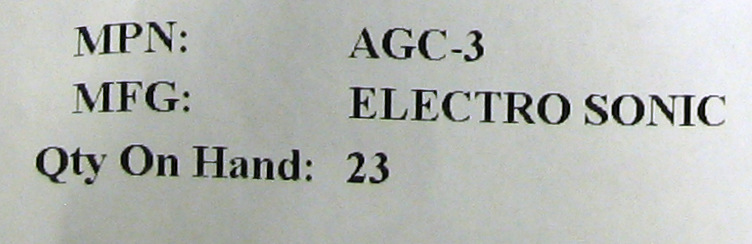 MPN: AGC-3
MFG: ELECTRO SONIC
Qty On Hand: 23